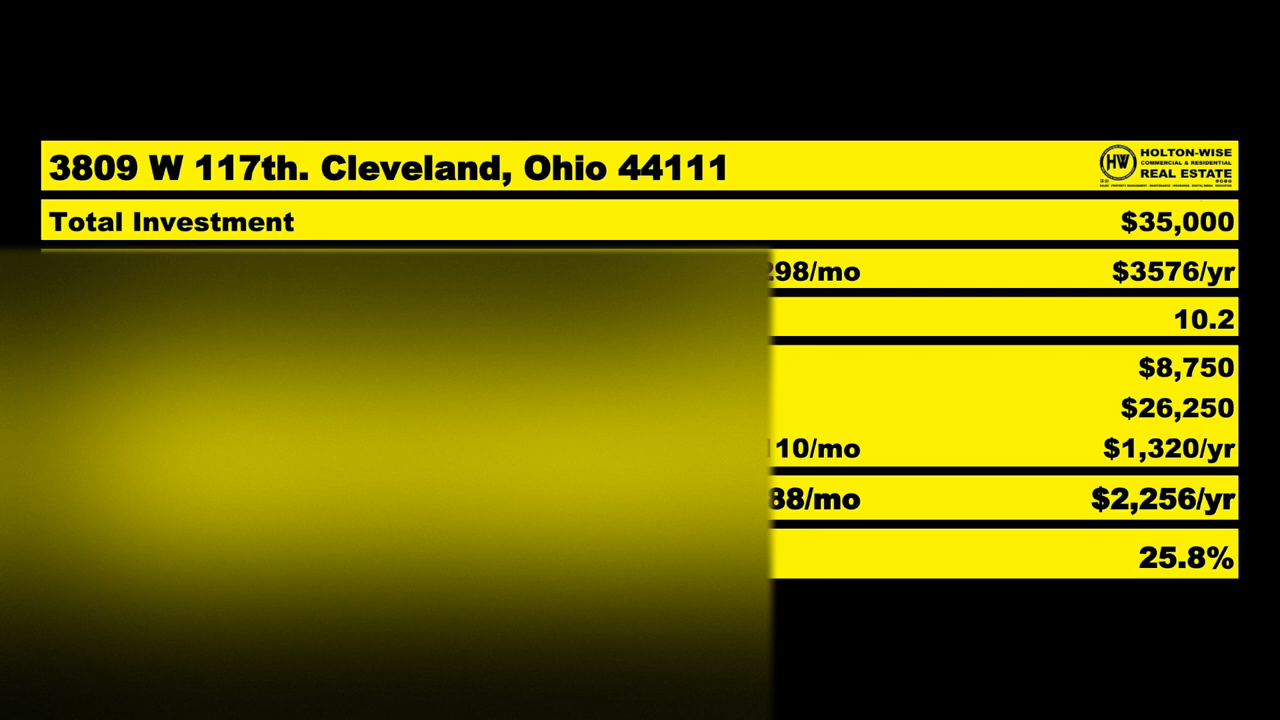 3809 W 117th. Cleveland, Ohio 44111
HW
HOLTON-WISE
COMMERCIAL & RESIDENTIAL
REAL ESTATE
Total Investment $35,000
298/mo $3576/yr
10.2
$8,750
$26,250
10/mo $1,320/yr
88/mo $2,256/yr
25.8%